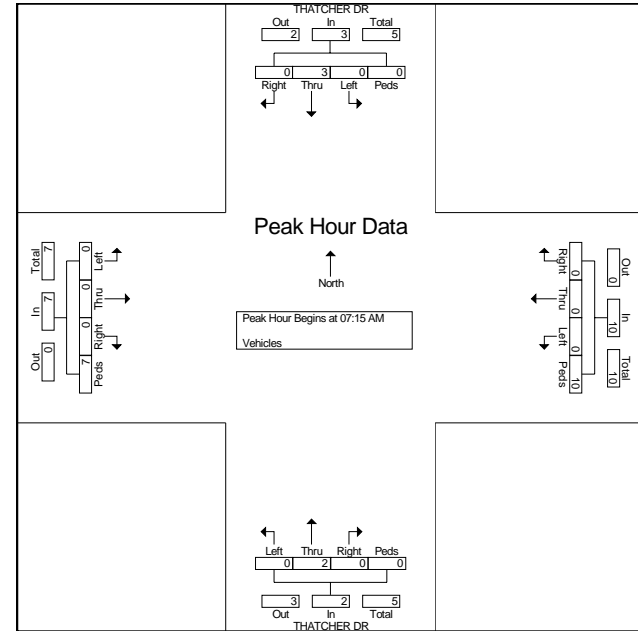 THATCHER DR
Out In Total
2 3 5
0 3 0 0
Right Thru Left Peds
Peak Hour Data
North
Peak Hour Begins at 07:15 AM
Vehicles
Total In Out
7 7 0
0 0 0 7
Left Thru Right Peds
Right Thru Left Peds
0 0 0 10
Out In Total
0 10 10
Left Thru Right Peds
0 2 0 0
3 2 5
Out In Total
THATCHER DR